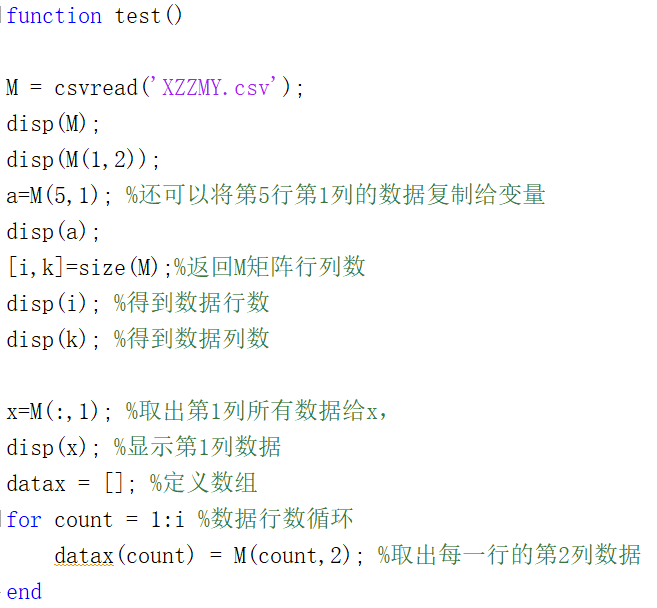 function test()
M = csvread('XZZMY.csv');
disp(M);
disp(M(1,2));
a=M(5,1); %还可以将第5行第1列的数据复制给变量
disp(a);
[i,k]=size(M);%返回M矩阵行列数
disp(i); %得到数据行数
disp(k); %得到数据列数
x=M(:,1); %取出第1列所有数据给x,
disp(x); %显示第1列数据
datax = []; %定义数组
for count = 1:i %数据行数循环
    datax(count) = M(count,2); %取出每一行的第2列数据
end